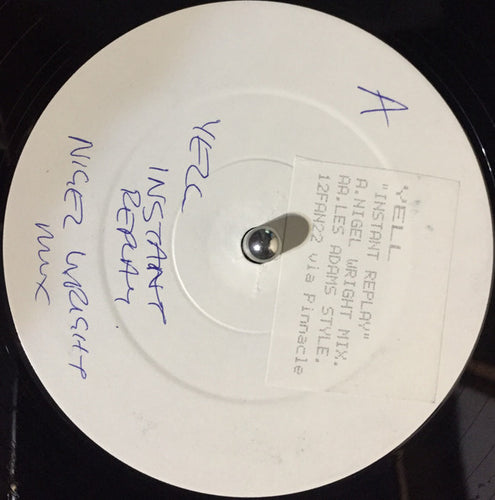 A
YELL
INSTANT
REPLAY
NIGEL WRIGHT
MIX
YELL
"INSTANT REPLAY"
A.NIGEL WRIGHT MIX.
AA.LES ADAMS STYLE.
12FAN22 via Pinnacle